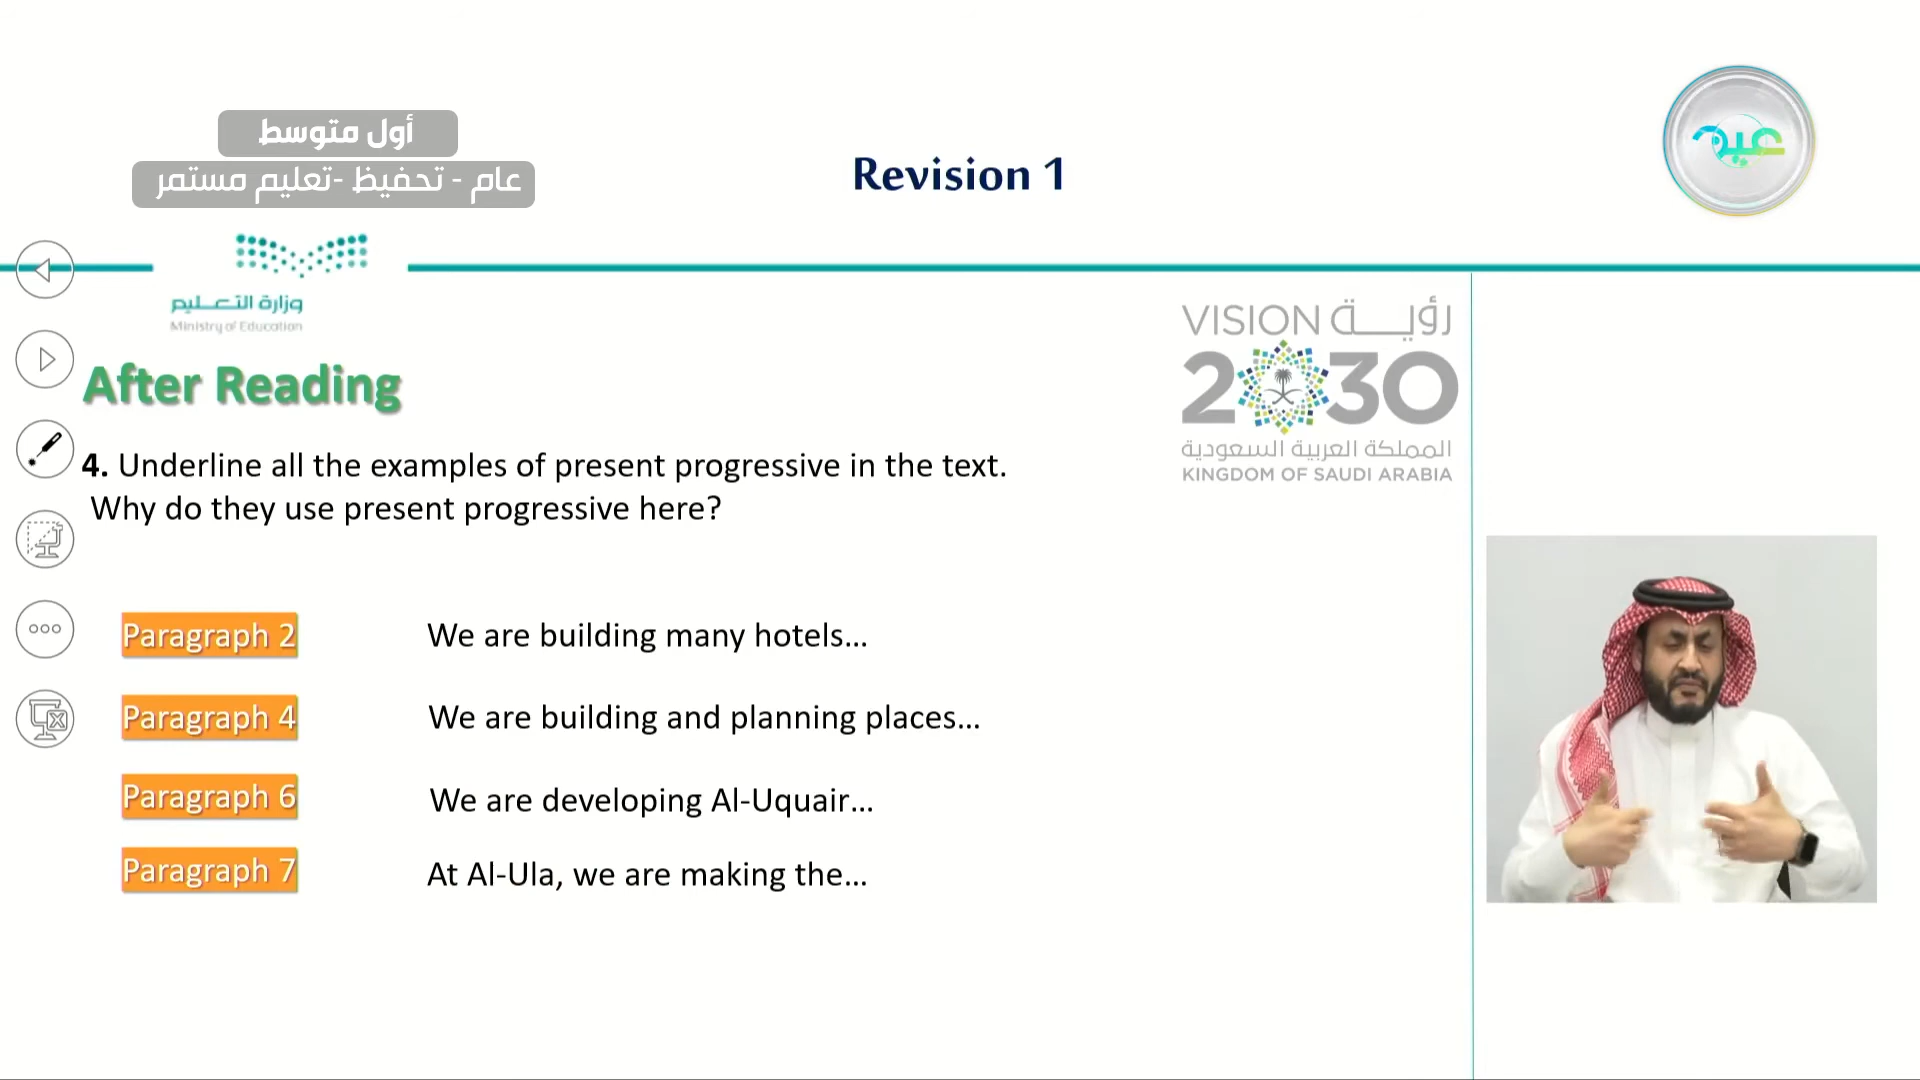 أول متوسط
عام - تحفيظ -تعليم مستمر
Revision 1
عين
وزارة التعليم
Ministry of Education
VISION رؤية
2030
المملكة العربية السعودية
KINGDOM OF SAUDI ARABIA
After Reading
4. Underline all the examples of present progressive in the text.
Why do they use present progressive here?
Paragraph 2 We are building many hotels...
Paragraph 4 We are building and planning places...
Paragraph 6 We are developing Al-Uquair...
Paragraph 7 At Al-Ula, we are making the...